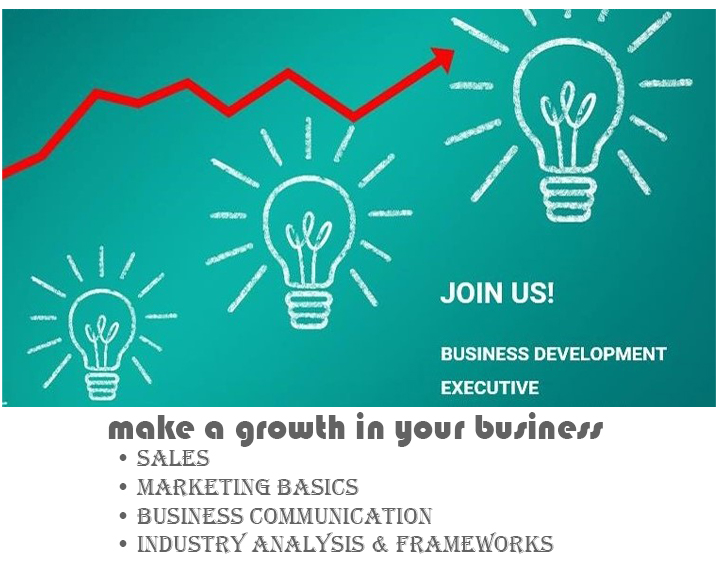 JOIN US!
BUSINESS DEVELOPMENT
EXECUTIVE
make a growth in your business
• SALES
• MARKETING BASICS
• BUSINESS COMMUNICATION
• INDUSTRY ANALYSIS & FRAMEWORKS